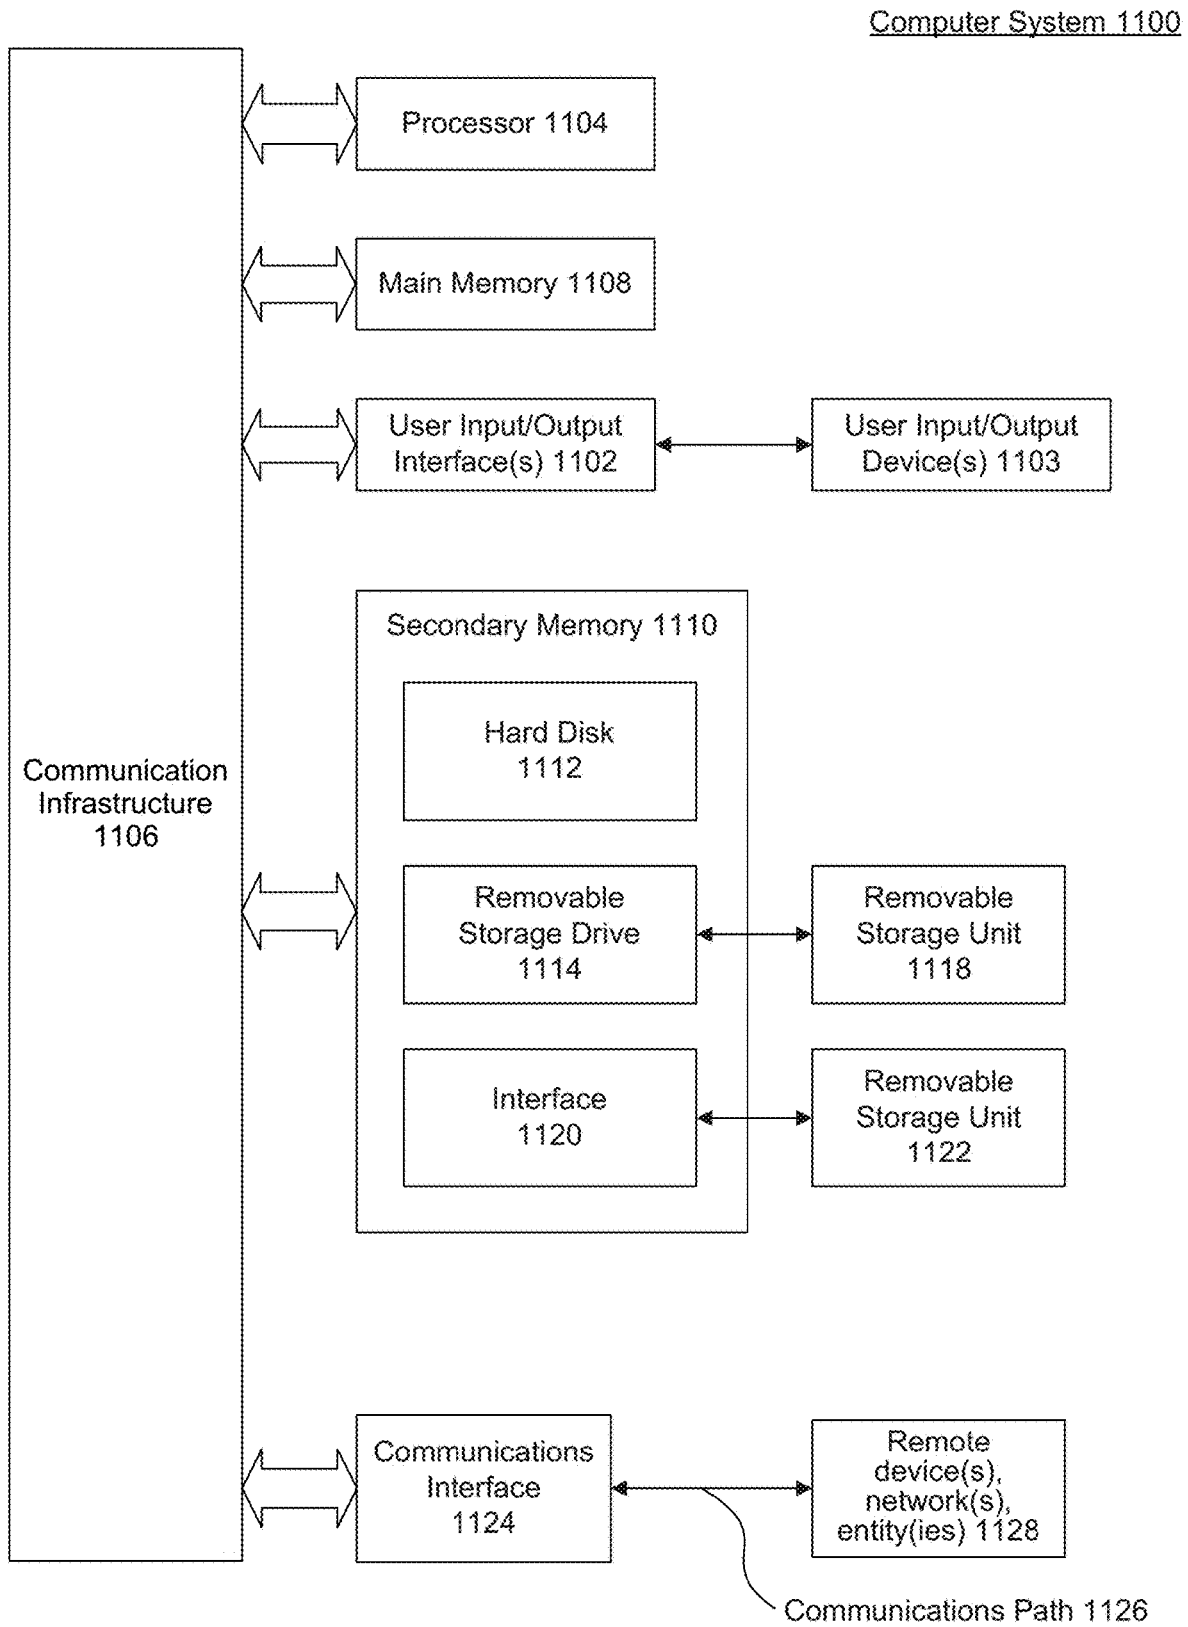 Computer System 1100
Processor 1104
Main Memory 1108
User Input/Output
Interface(s) 1102
User Input/Output
Device(s) 1103
Secondary Memory 1110
Hard Disk
1112
Communication
Infrastructure
1106
Removable
Storage Drive
1114
Removable
Storage Unit
1118
Interface
1120
Removable
Storage Unit
1122
Communications
Interface
1124
Remote
device(s),
network(s),
entity(ies) 1128
Communications Path 1126